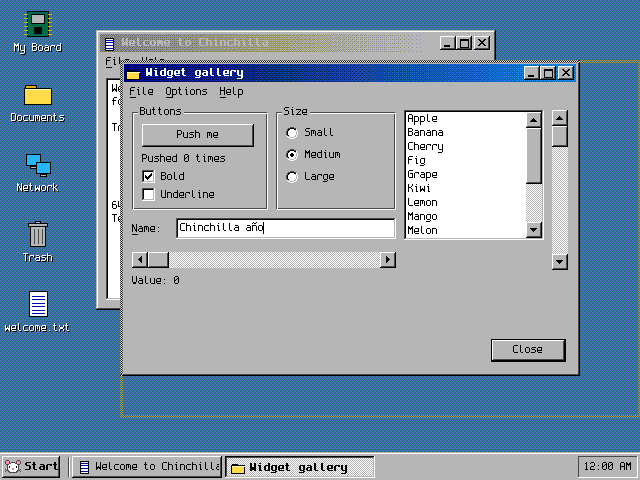 My Board
Documents
Network
Trash
welcome.txt
Welcome to Chinchilla
File Help
Widget gallery
File Options Help
Buttons
Push me
Pushed 0 times
Bold
Underline
Size
Small
Medium
Large
Apple
Banana
Cherry
Fig
Grape
Kiwi
Lemon
Mango
Melon
Name: Chinchilla año
Value: 0
Close
Start
Welcome to Chinchilla
Widget gallery
12:00 AM